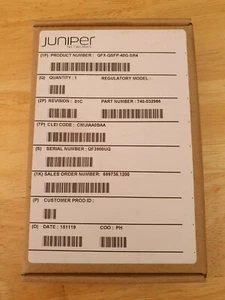 JUNIPER
NETWORKS
(1P) PRODUCT NUMBER : QFX-QSFP-40G-SR4
(Q) QUANTITY : 1 REGULATORY MODEL :
(2P) REVISION : 01C PART NUMBER : 740-032986
(7P) CLEI CODE : CMUIAA0BAA
(S) SERIAL NUMBER : QF3900UQ
(1K) SALES ORDER NUMBER : 699736.1200
(P) CUSTOMER PROD ID :
(D) DATE : 151119 COO : PH